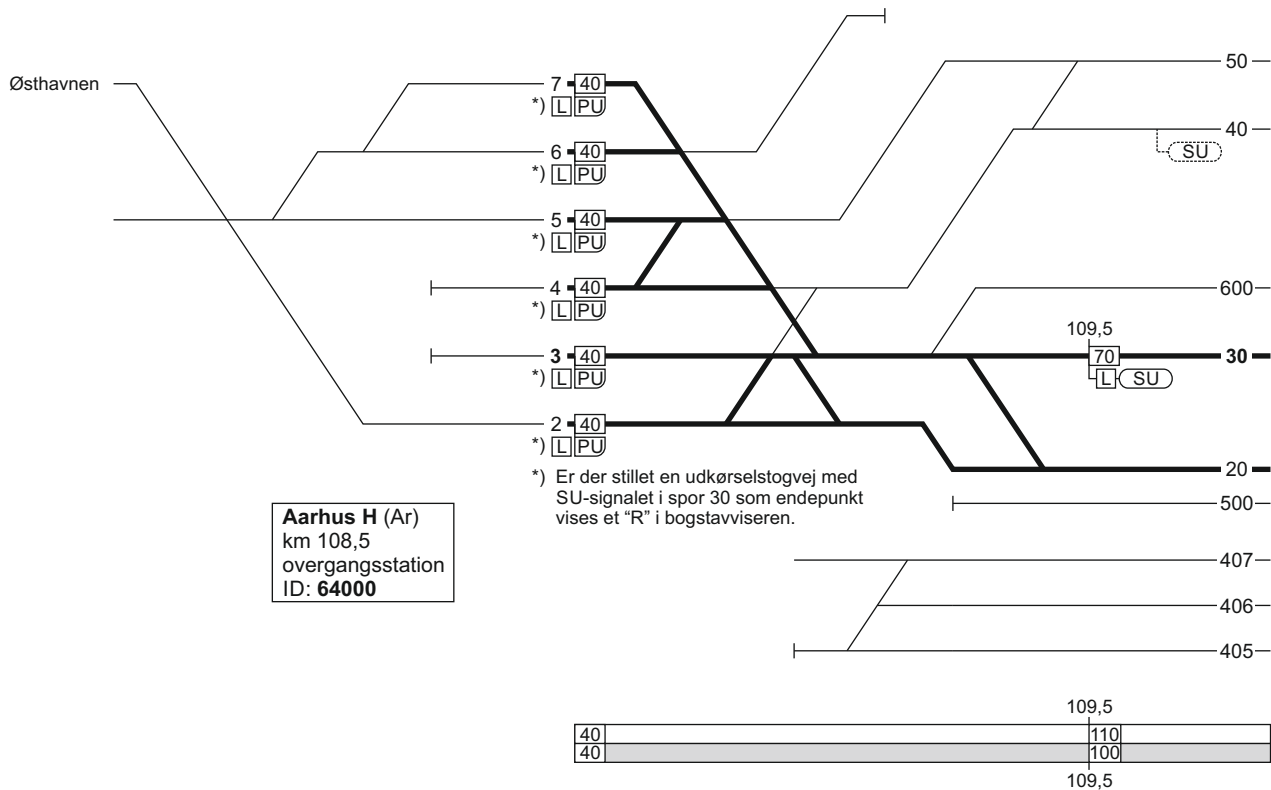 Østhavnen
50
7 40
*) L PU
40
SU
6 40
*) L PU
5 40
*) L PU
4 40
*) L PU
600
109,5
3 40
70
30
*) L PU
L SU
2 40
*) L PU
20
*) Er der stillet en udkørselstogvej med
SU-signalet i spor 30 som endepunkt
vises et “R” i bogstavviseren.
500
Aarhus H (Ar)
km 108,5
overgangsstation
ID: 64000
407
406
405
109,5
40 110
40 100
109,5